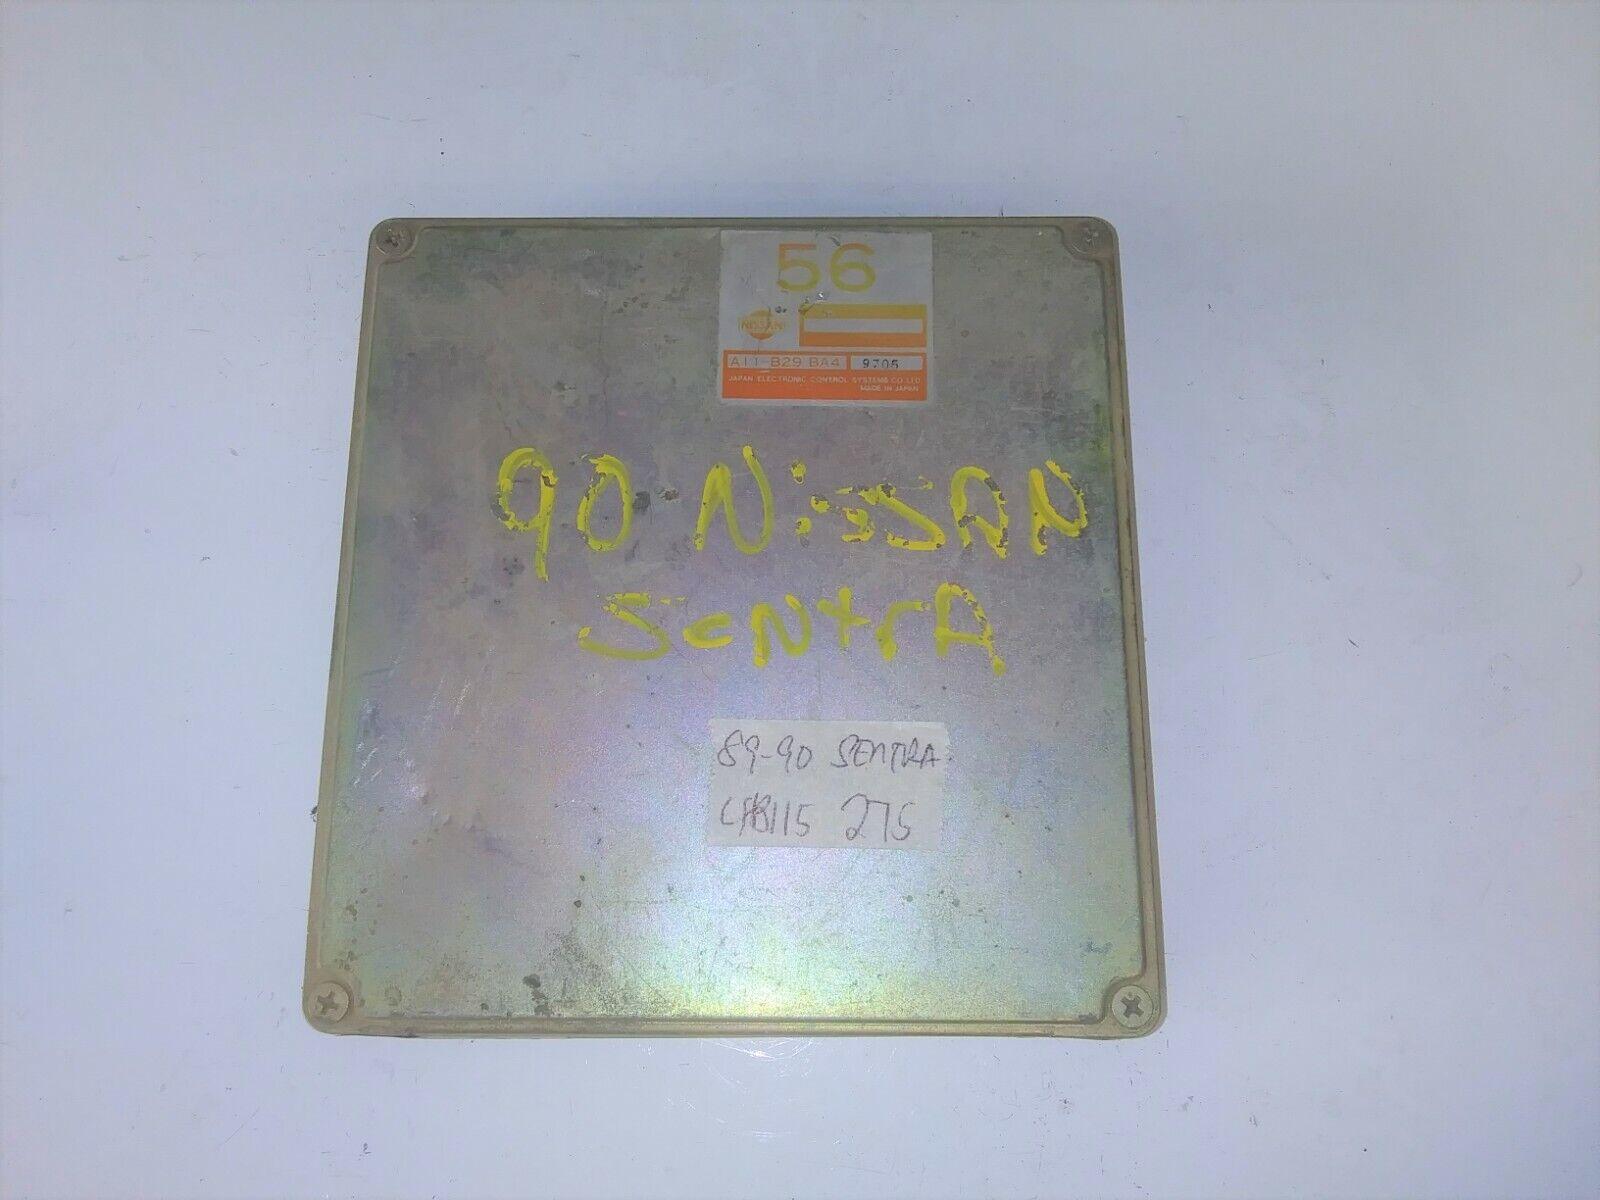 56
NISSAN
A11-B29 BA4 9705
JAPAN ELECTRONIC CONTROL SYSTEMS CO.LTD.
MADE IN JAPAN
90 NiSSAN
SENtrA
89-90 SENTRA
275